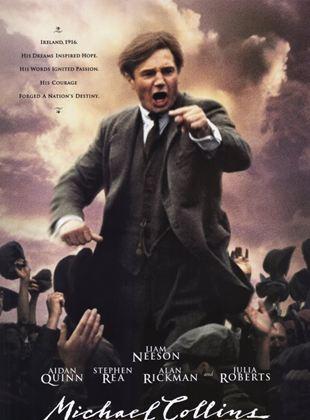 IRELAND, 1916.
HIS DREAMS INSPIRED HOPE.
HIS WORDS IGNITED PASSION.
HIS COURAGE
FORGED A NATION'S DESTINY.
LIAM
NEESON
AIDAN STEPHEN ALAN and JULIA
QUINN REA RICKMAN ROBERTS
Michael Collins